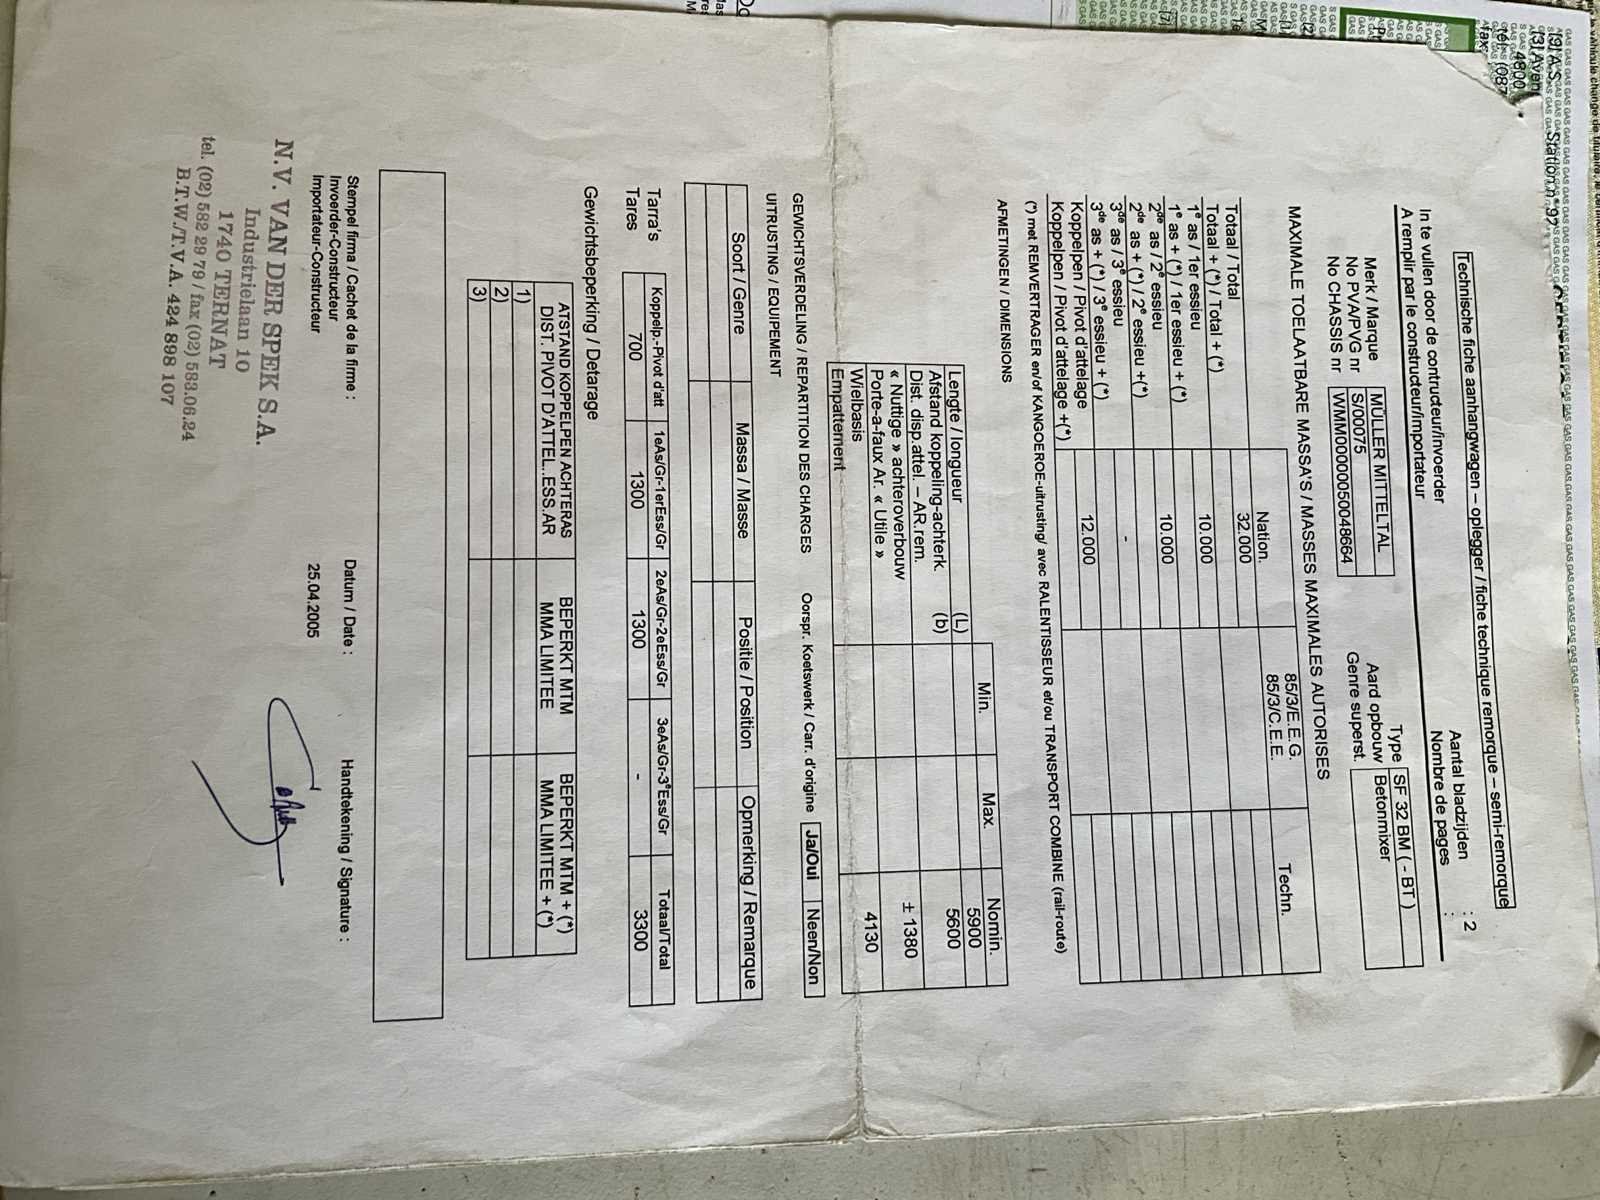 Technische fiche aanhangwagen – oplegger / fiche technique remorque – semi-remorque
Aantal bladzijden : 2
Nombre de pages :
In te vullen door de contructeur/invoerder
A remplir par le constructeur/importateur
Merk / Marque MÜLLER MITTELTAL Type SF 32 BM ( - BT )
No PVA/PVG nr S/00075 Aard opbouw Betonmixer
No CHASSIS nr WMM00000050048664 Genre superst.
MAXIMALE TOELAATBARE MASSA'S / MASSES MAXIMALES AUTORISES
Nation. 85/3/E.E.G. Techn.
85/3/C.E.E.
Totaal / Total 32.000
Totaal + (*) / Total + (*)
1e as / 1er essieu 10.000
1e as + (*) / 1er essieu + (*)
2de as / 2e essieu 10.000
2de as + (*) / 2e essieu +(*)
3de as / 3e essieu -
3de as + (*) / 3e essieu + (*)
Koppelpen / Pivot d'attelage 12.000
Koppelpen / Pivot d'attelage +(*)
(*) met REMVERTRAGER en/of KANGOEROE-uitrusting/ avec RALENTISSEUR et/ou TRANSPORT COMBINE (rail-route)
AFMETINGEN / DIMENSIONS
Min. Max. Nomin.
Lengte / longueur (L) 5900
Afstand koppeling-achterk. (b) 5600
Dist. disp.attel. – AR.rem.
« Nuttige » achteroverbouw ± 1380
Porte-a-faux Ar. « Utile »
Wielbasis 4130
Empattement
GEWICHTSVERDELING / REPARTITION DES CHARGES Oorspr. Koetswerk / Carr. d'origine Ja/Oui Neen/Non
UITRUSTING / EQUIPEMENT
Soort / Genre Massa / Masse Positie / Position Opmerking / Remarque
Tarra's Koppelp.-Pivot d'att 1eAs/Gr-1erEss/Gr 2eAs/Gr-2eEss/Gr 3eAs/Gr-3eEss/Gr Totaal/Total
Tares 700 1300 1300 - 3300
Gewichtsbeperking / Detarage
ATSTAND KOPPELPEN ACHTERAS BEPERKT MTM BEPERKT MTM + (*)
DIST. PIVOT D'ATTEL..ESS.AR MMA LIMITEE MMA LIMITEE + (*)
1)
2)
3)
Stempel firma / Cachet de la firme : Datum / Date : Handtekening / Signature :
Invoerder-Constructeur
Importateur-Constructeur 25.04.2005
N.V. VAN DER SPEK S.A.
Industrielaan 10
1740 TERNAT
tel. (02) 582 29 79 / fax (02) 583.06.24
B.T.W./T.V.A. 424 898 107